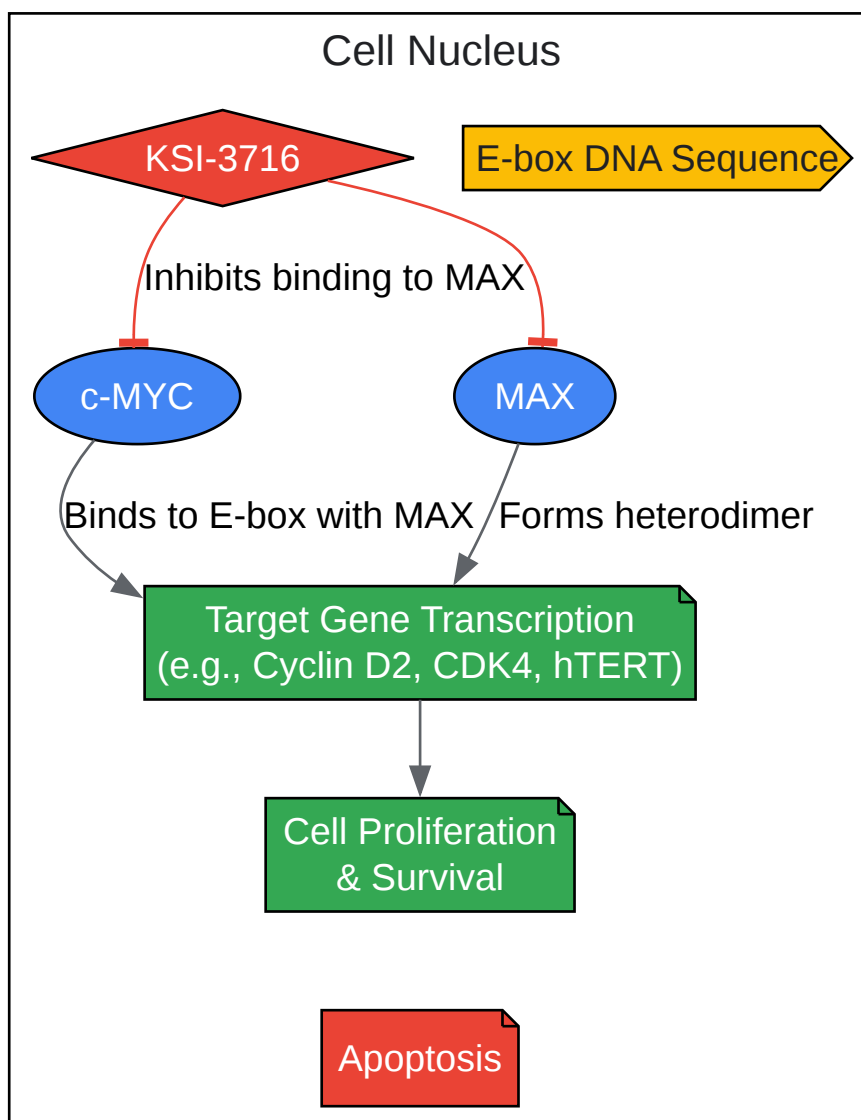 Cell Nucleus
KSI-3716
E-box DNA Sequence
Inhibits binding to MAX
c-MYC
MAX
Binds to E-box with MAX
Forms heterodimer
Target Gene Transcription
(e.g., Cyclin D2, CDK4, hTERT)
Cell Proliferation
& Survival
Apoptosis